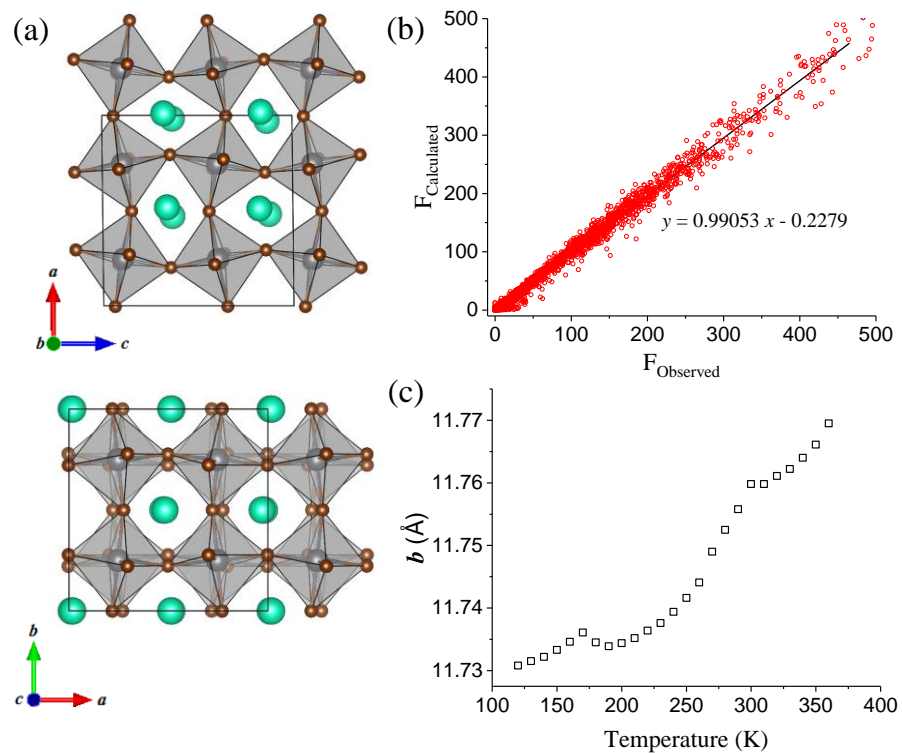 (a)
a
b
c
b
c
a
(b)
500
400
300
200
100
0
F_Calculated
y = 0.99053 x - 0.2279
0 100 200 300 400 500
F_Observed
(c)
11.77
11.76
11.75
11.74
11.73
b (Å)
100 150 200 250 300 350 400
Temperature (K)